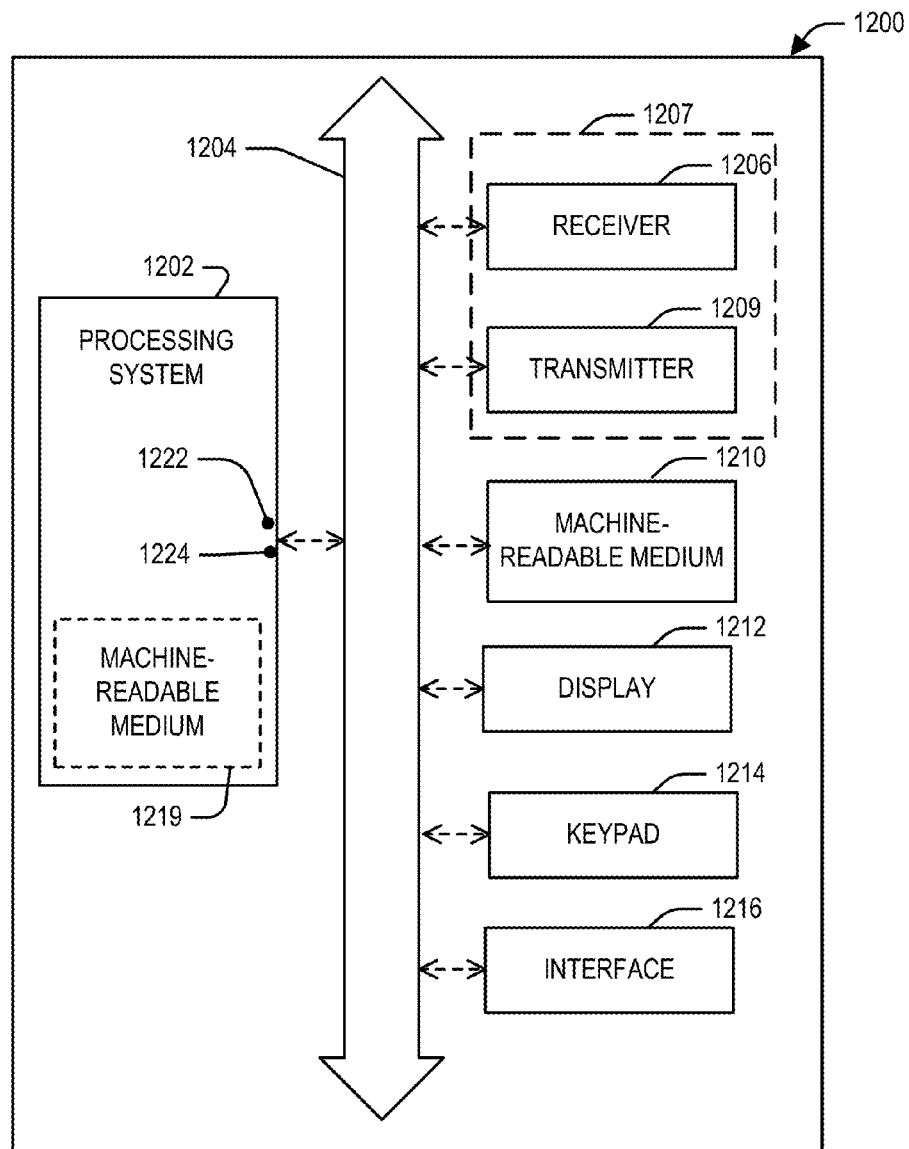 1200
1207
1204
1206
RECEIVER
1202
PROCESSING
SYSTEM
1209
TRANSMITTER
1222
1224
1210
MACHINE-
READABLE MEDIUM
MACHINE-
READABLE
MEDIUM
1219
1212
DISPLAY
1214
KEYPAD
1216
INTERFACE